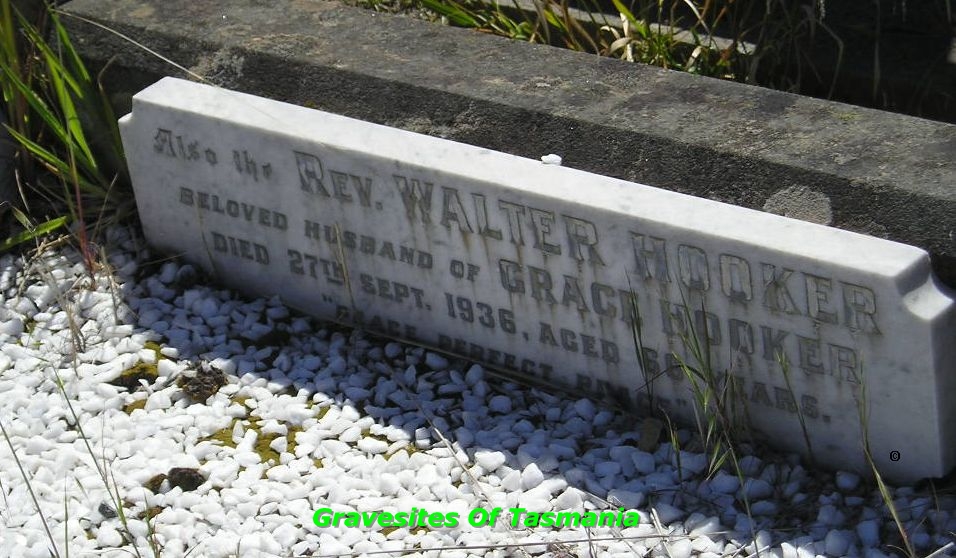 Also the REV. WALTER HOOKER
BELOVED HUSBAND OF GRACE HOOKER
DIED 27TH SEPT. 1936, AGED YEARS.
PERFECT
Gravesites Of Tasmania